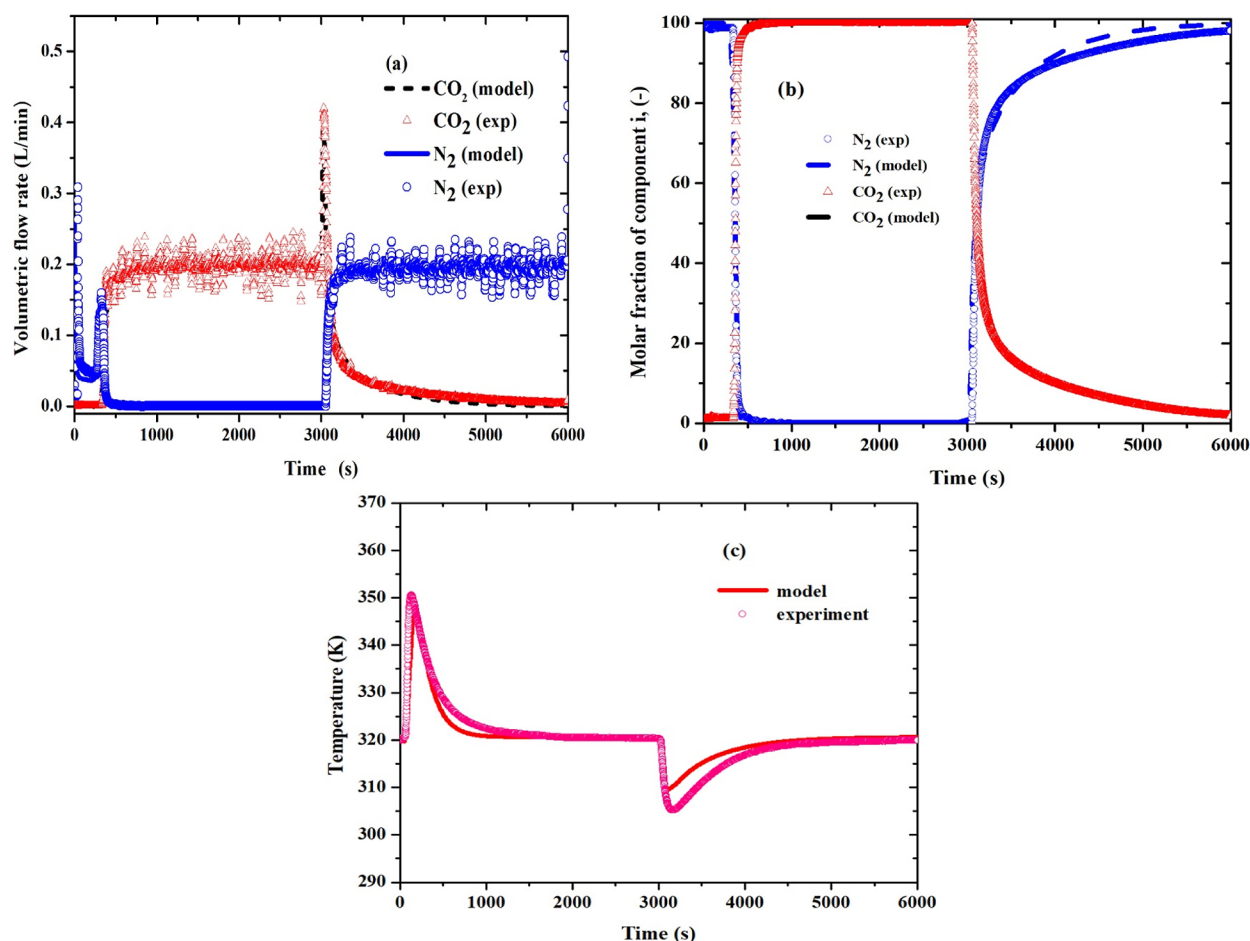 (a)
CO2 (model)
CO2 (exp)
N2 (model)
N2 (exp)
Volumetric flow rate (L/min)
0,5
0,4
0,3
0,2
0,1
0,0
0 1000 2000 3000 4000 5000 6000
Time (s)
(b)
N2 (exp)
N2 (model)
CO2 (exp)
CO2 (model)
Molar fraction of component i, (-)
100
80
60
40
20
0
0 1000 2000 3000 4000 5000 6000
Time (s)
(c)
model
experiment
Temperature (K)
370
360
350
340
330
320
310
300
290
0 1000 2000 3000 4000 5000 6000
Time (s)